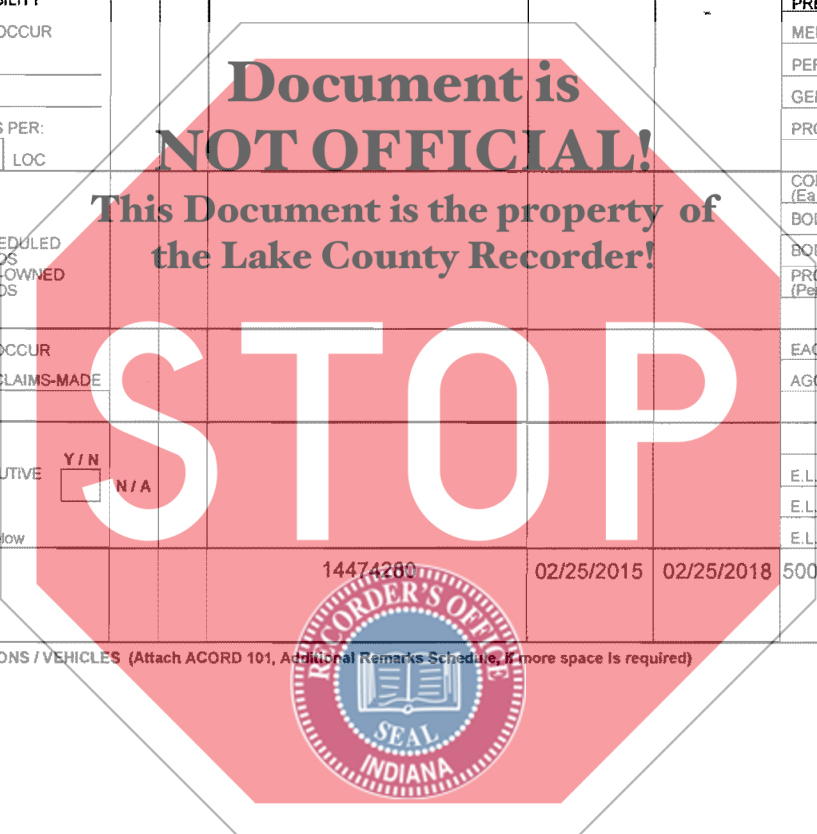 BILITY
PRE
OCCUR
MED
Document is
PER
NOT OFFICIAL!
GEN
S PER:
PRO
LOC
This Document is the property of
COM
(Ea
EDULED
BOD
OS
the Lake County Recorder!
BOD
-OWNED
PRO
OS
(Per
STOP
OCCUR
EAC
CLAIMS-MADE
AGG
Y / N
UTIVE
N / A
E.L.
E.L.
low
E.L.
14474280 02/25/2015 02/25/2018 500
RECORDER'S OFFICE
ONS / VEHICLES (Attach ACORD 101, Additional Remarks Schedule, if more space is required)
SEAL
INDIANA